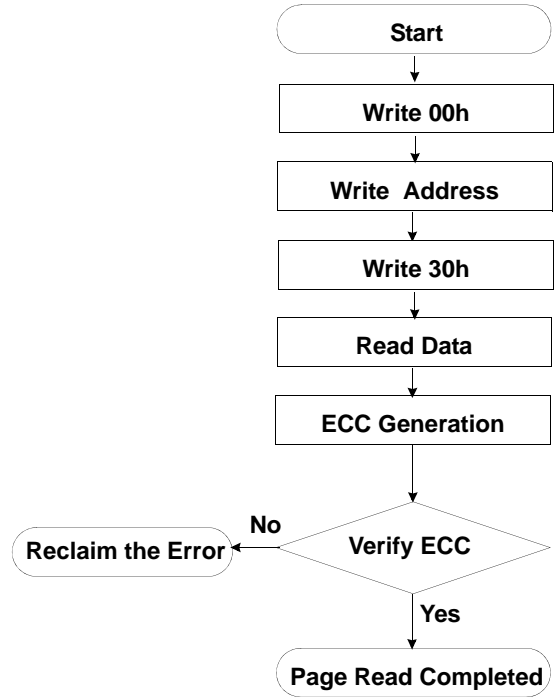 Start
Write 00h
Write Address
Write 30h
Read Data
ECC Generation
No
Reclaim the Error
Verify ECC
Yes
Page Read Completed